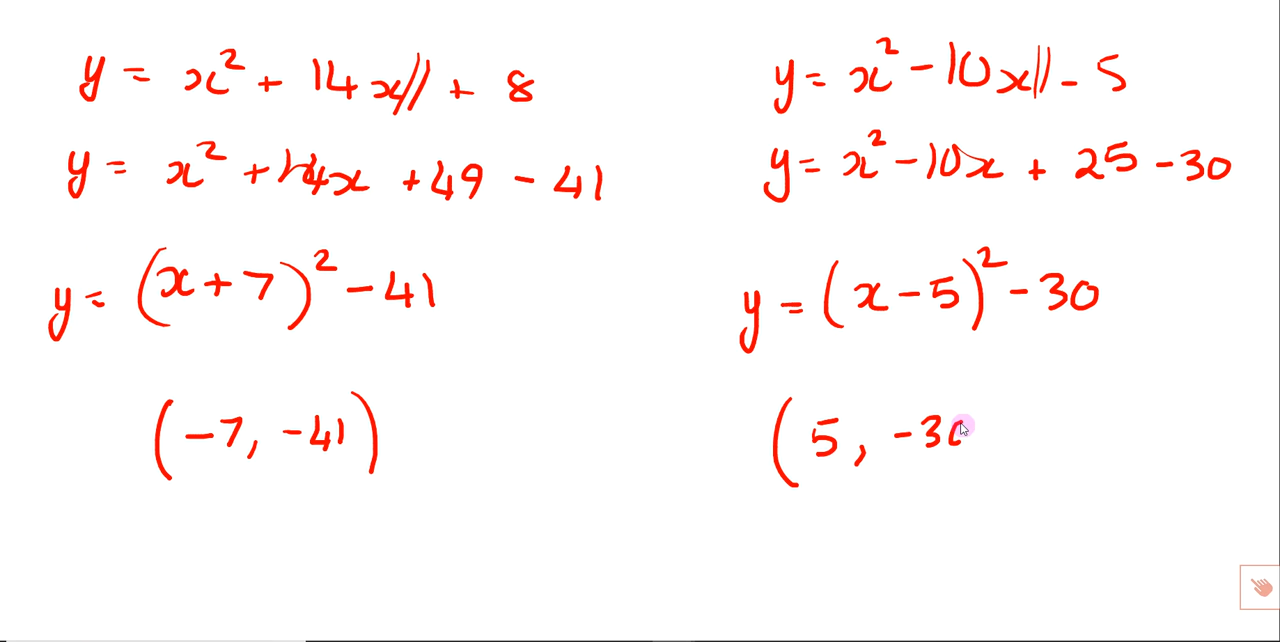 y = x² + 14x // + 8
y = x² + 14x + 49 - 41
y = (x + 7)² - 41
(-7, -41)
y = x² - 10x // - 5
y = x² - 10x + 25 - 30
y = (x - 5)² - 30
(5, -30